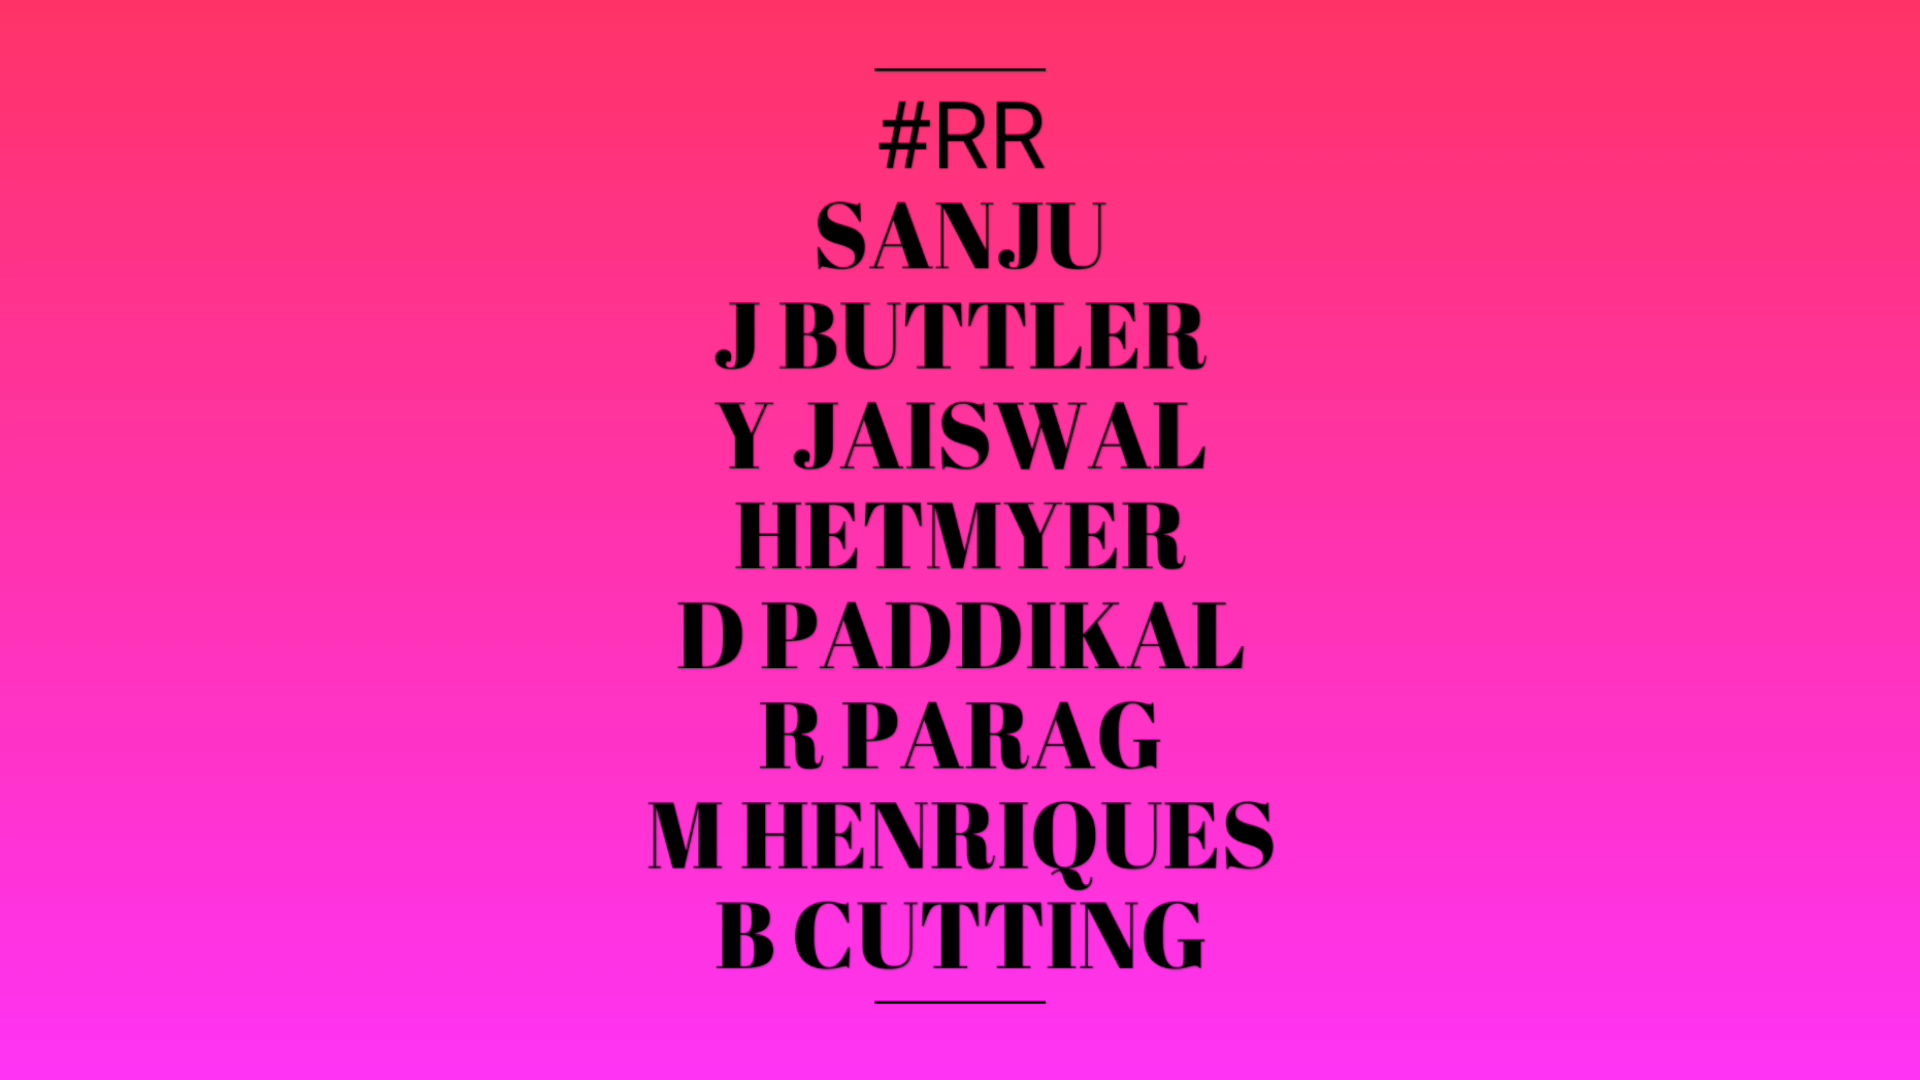 #RR
SANJU
J BUTTLER
Y JAISWAL
HETMYER
D PADDIKAL
R PARAG
M HENRIQUES
B CUTTING